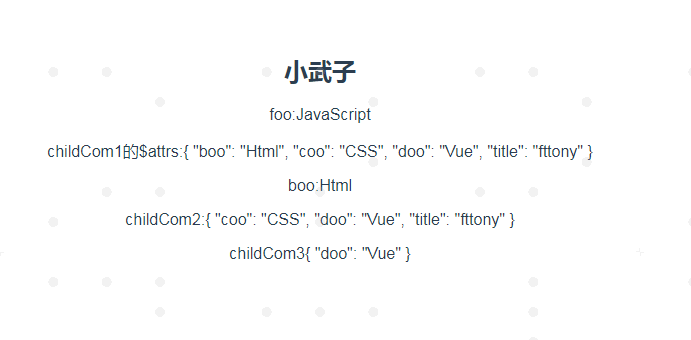 小武子
foo:JavaScript
childCom1的$attrs:{ "boo": "Html", "coo": "CSS", "doo": "Vue", "title": "fttony" }
boo:Html
childCom2:{ "coo": "CSS", "doo": "Vue", "title": "fttony" }
childCom3{ "doo": "Vue" }